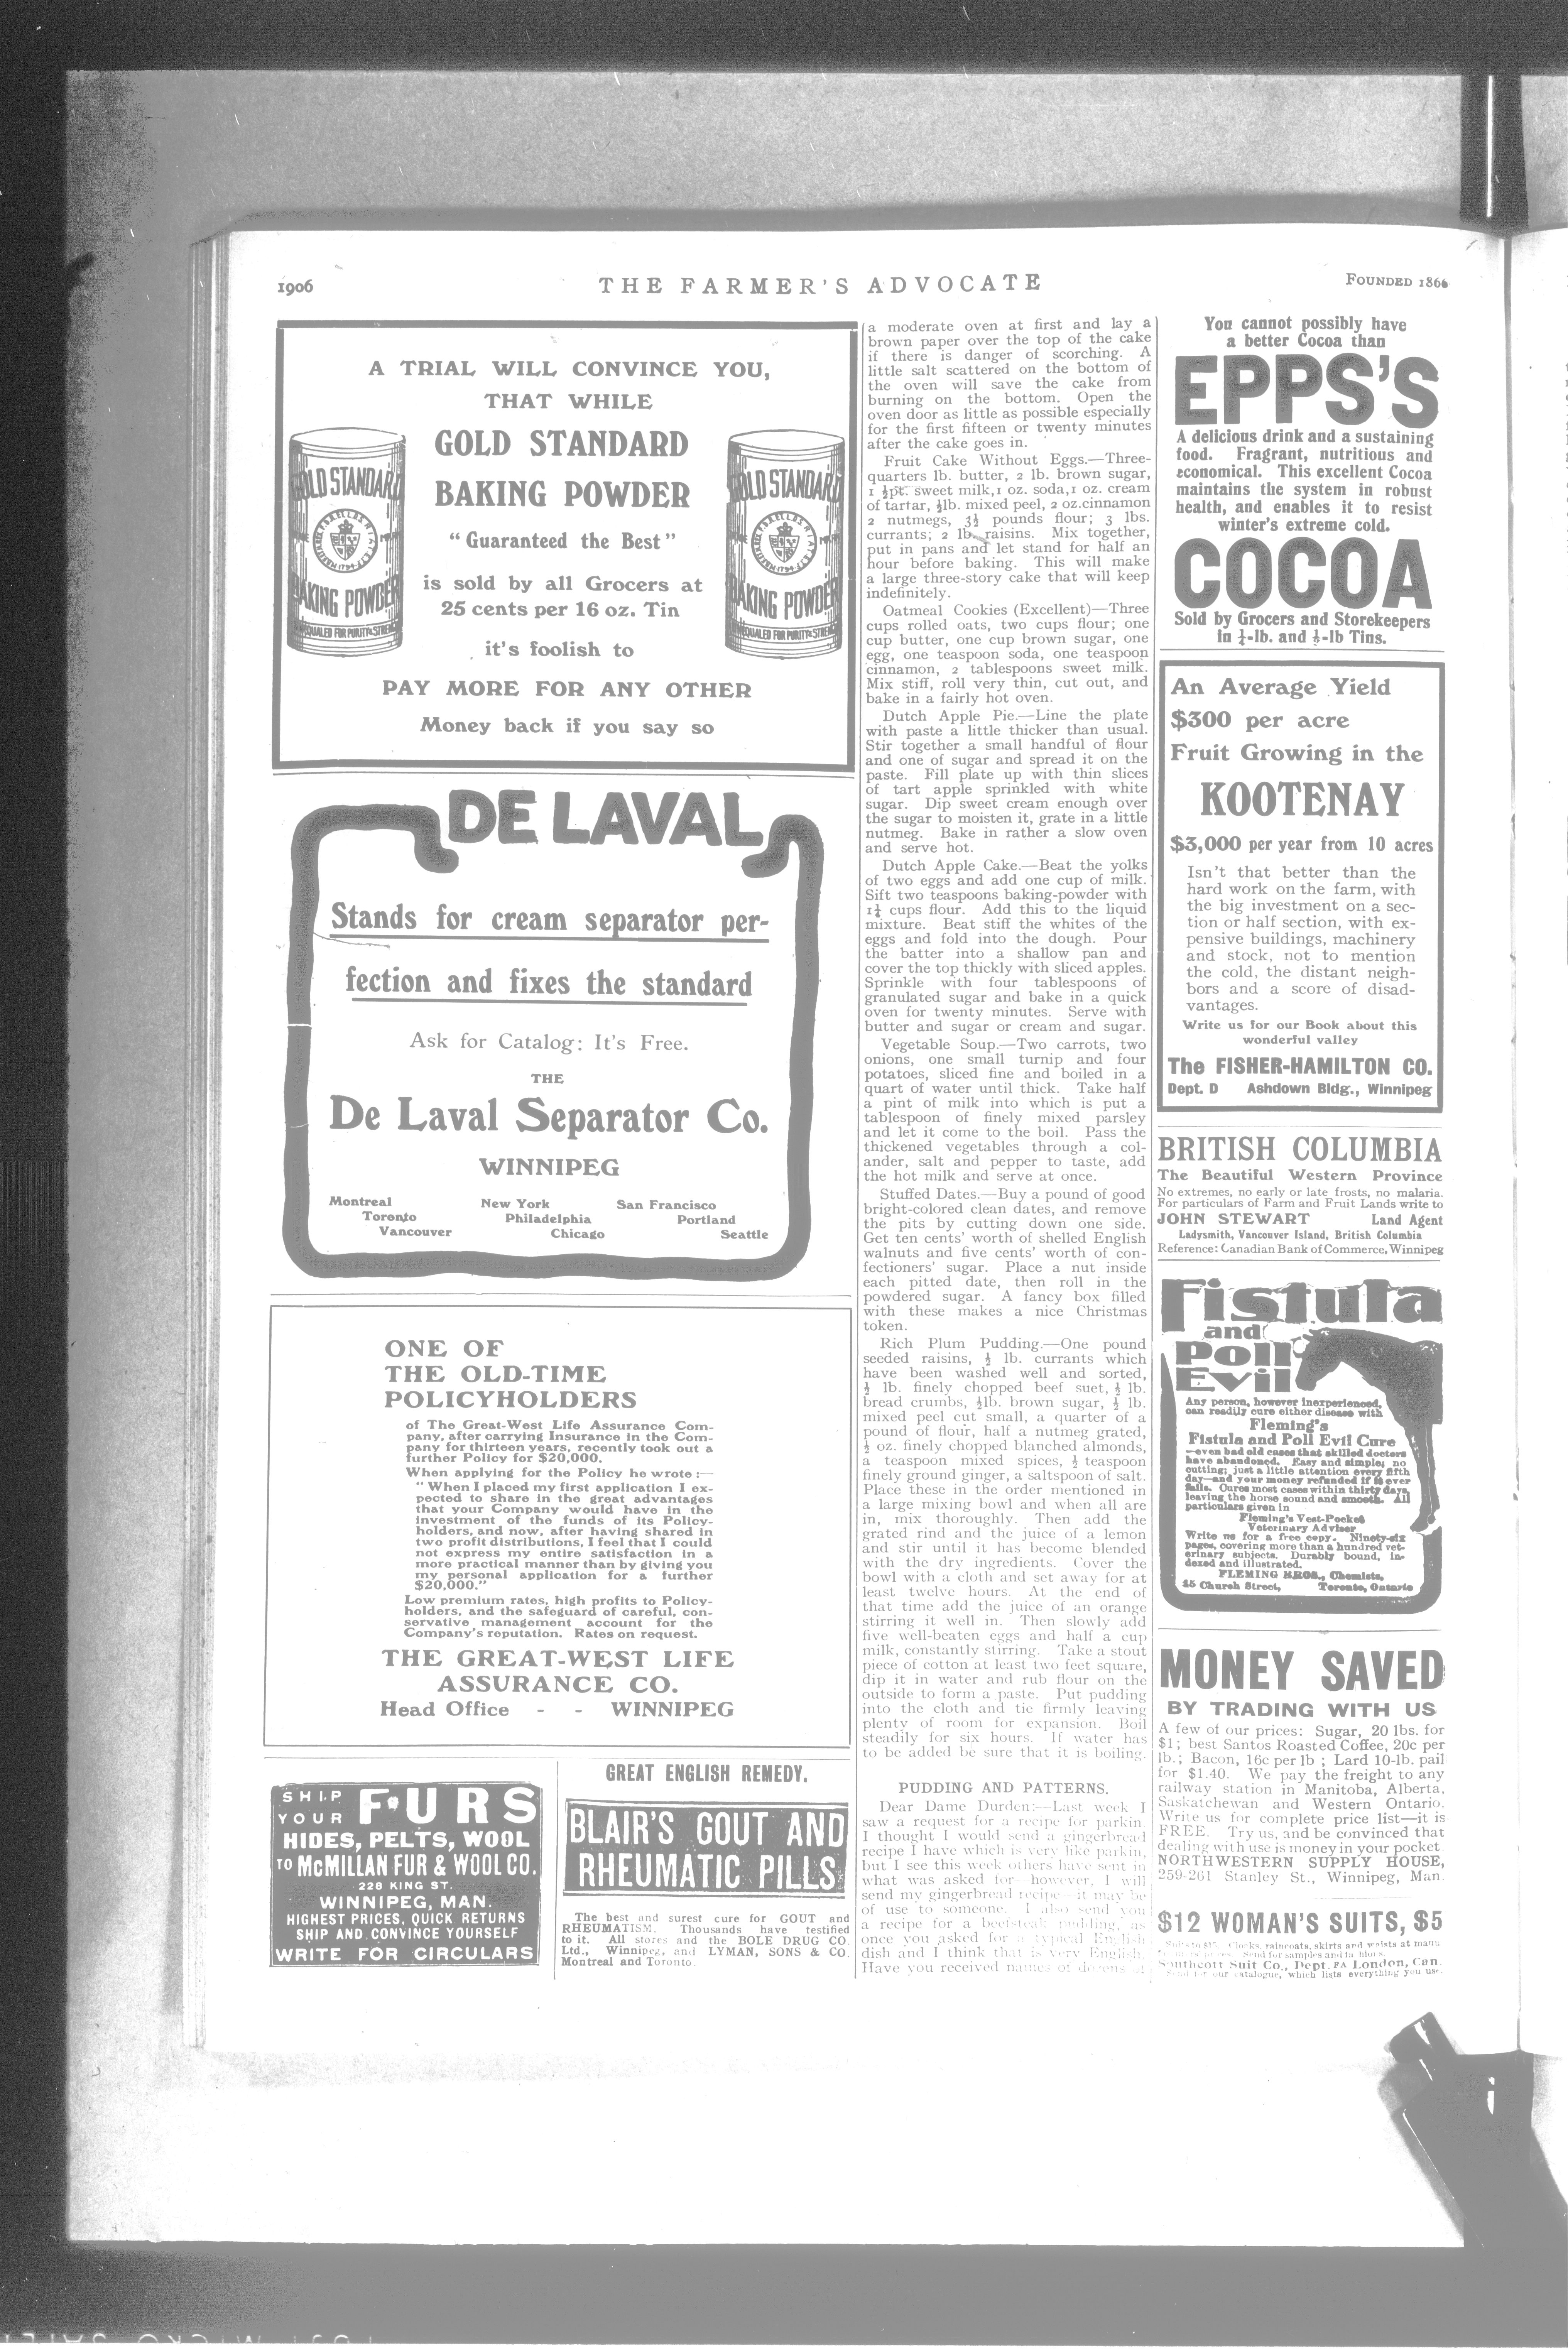 1906
THE FARMER'S ADVOCATE
FOUNDED 1866
A TRIAL WILL CONVINCE YOU,
THAT WHILE
GOLD STANDARD
BAKING POWDER
"Guaranteed the Best"
is sold by all Grocers at
25 cents per 16 oz. Tin
it's foolish to
PAY MORE FOR ANY OTHER
Money back if you say so
GOLD STANDARD
BAKING POWDER
GOLD STANDARD
BAKING POWDER
DE LAVAL
Stands for cream separator per-
fection and fixes the standard
Ask for Catalog: It's Free.
THE
De Laval Separator Co.
WINNIPEG
Montreal New York San Francisco
Toronto Philadelphia Portland
Vancouver Chicago Seattle
ONE OF
THE OLD-TIME
POLICYHOLDERS
of The Great-West Life Assurance Com-
pany, after carrying Insurance in the Com-
pany for thirteen years, recently took out a
further Policy for $20,000.
When applying for the Policy he wrote:—
"When I placed my first application I ex-
pected to share in the great advantages
that your Company would have in the
investment of the funds of its Policy-
holders, and now, after having shared in
two profit distributions, I feel that I could
not express my entire satisfaction in a
more practical manner than by giving you
my personal application for a further
$20,000."
Low premium rates, high profits to Policy-
holders, and the safeguard of careful, con-
servative management account for the
Company's reputation. Rates on request.
THE GREAT-WEST LIFE
ASSURANCE CO.
Head Office - - WINNIPEG
SHIP
YOUR FURS
HIDES, PELTS, WOOL
TO McMILLAN FUR & WOOL CO.
228 KING ST.
WINNIPEG, MAN.
HIGHEST PRICES, QUICK RETURNS
SHIP AND CONVINCE YOURSELF
WRITE FOR CIRCULARS
GREAT ENGLISH REMEDY.
BLAIR'S GOUT AND
RHEUMATIC PILLS
The best and surest cure for GOUT and
RHEUMATISM. Thousands have testified
to it. All stores and the BOLE DRUG CO.
Ltd., Winnipeg, and LYMAN, SONS & CO.
Montreal and Toronto.
a moderate oven at first and lay a
brown paper over the top of the cake
if there is danger of scorching. A
little salt scattered on the bottom of
the oven will save the cake from
burning on the bottom. Open the
oven door as little as possible especially
for the first fifteen or twenty minutes
after the cake goes in.
Fruit Cake Without Eggs.—Three-
quarters lb. butter, 2 lb. brown sugar,
1 ½pt. sweet milk, 1 oz. soda, 1 oz. cream
of tartar, ½lb. mixed peel, 2 oz.cinnamon
2 nutmegs, 3½ pounds flour; 3 lbs.
currants; 2 lb. raisins. Mix together,
put in pans and let stand for half an
hour before baking. This will make
a large three-story cake that will keep
indefinitely.
Oatmeal Cookies (Excellent)—Three
cups rolled oats, two cups flour; one
cup butter, one cup brown sugar, one
egg, one teaspoon soda, one teaspoon
cinnamon, 2 tablespoons sweet milk.
Mix stiff, roll very thin, cut out, and
bake in a fairly hot oven.
Dutch Apple Pie.—Line the plate
with paste a little thicker than usual.
Stir together a small handful of flour
and one of sugar and spread it on the
paste. Fill plate up with thin slices
of tart apple sprinkled with white
sugar. Dip sweet cream enough over
the sugar to moisten it, grate in a little
nutmeg. Bake in rather a slow oven
and serve hot.
Dutch Apple Cake.—Beat the yolks
of two eggs and add one cup of milk.
Sift two teaspoons baking-powder with
1¼ cups flour. Add this to the liquid
mixture. Beat stiff the whites of the
eggs and fold into the dough. Pour
the batter into a shallow pan and
cover the top thickly with sliced apples.
Sprinkle with four tablespoons of
granulated sugar and bake in a quick
oven for twenty minutes. Serve with
butter and sugar or cream and sugar.
Vegetable Soup.—Two carrots, two
onions, one small turnip and four
potatoes, sliced fine and boiled in a
quart of water until thick. Take half
a pint of milk into which is put a
tablespoon of finely mixed parsley
and let it come to the boil. Pass the
thickened vegetables through a col-
ander, salt and pepper to taste, add
the hot milk and serve at once.
Stuffed Dates.—Buy a pound of good
bright-colored clean dates, and remove
the pits by cutting down one side.
Get ten cents' worth of shelled English
walnuts and five cents' worth of con-
fectioners' sugar. Place a nut inside
each pitted date, then roll in the
powdered sugar. A fancy box filled
with these makes a nice Christmas
token.
Rich Plum Pudding.—One pound
seeded raisins, ½ lb. currants which
have been washed well and sorted,
½ lb. finely chopped beef suet, ½ lb.
bread crumbs, ½lb. brown sugar, ½ lb.
mixed peel cut small, a quarter of a
pound of flour, half a nutmeg grated,
½ oz. finely chopped blanched almonds,
a teaspoon mixed spices, ½ teaspoon
finely ground ginger, a saltspoon of salt.
Place these in the order mentioned in
a large mixing bowl and when all are
in, mix thoroughly. Then add the
grated rind and the juice of a lemon
and stir until it has become blended
with the dry ingredients. Cover the
bowl with a cloth and set away for at
least twelve hours. At the end of
that time add the juice of an orange
stirring it well in. Then slowly add
five well-beaten eggs and half a cup
milk, constantly stirring. Take a stout
piece of cotton at least two feet square,
dip it in water and rub flour on the
outside to form a paste. Put pudding
into the cloth and tie firmly leaving
plenty of room for expansion. Boil
steadily for six hours. If water has
to be added be sure that it is boiling.
PUDDING AND PATTERNS.
Dear Dame Durden:—Last week I
saw a request for a recipe for parkin.
I thought I would send a gingerbread
recipe I have which is very like parkin,
but I see this week others have sent in
what was asked for—however, I will
send my gingerbread recipe—it may be
of use to someone. I also send you
a recipe for a beefsteak pudding, as
once you asked for a typical English
dish and I think that is very English.
Have you received names of dozens of
You cannot possibly have
a better Cocoa than
EPPS'S
A delicious drink and a sustaining
food. Fragrant, nutritious and
economical. This excellent Cocoa
maintains the system in robust
health, and enables it to resist
winter's extreme cold.
COCOA
Sold by Grocers and Storekeepers
in ¼-lb. and ½-lb Tins.
An Average Yield
$300 per acre
Fruit Growing in the
KOOTENAY
$3,000 per year from 10 acres
Isn't that better than the
hard work on the farm, with
the big investment on a sec-
tion or half section, with ex-
pensive buildings, machinery
and stock, not to mention
the cold, the distant neigh-
bors and a score of disad-
vantages.
Write us for our Book about this
wonderful valley
The FISHER-HAMILTON CO.
Dept. D Ashdown Bldg., Winnipeg
BRITISH COLUMBIA
The Beautiful Western Province
No extremes, no early or late frosts, no malaria.
For particulars of Farm and Fruit Lands write to
JOHN STEWART Land Agent
Ladysmith, Vancouver Island, British Columbia
Reference: Canadian Bank of Commerce, Winnipeg
Fistula
and
Poll
Evil
Any person, however inexperienced,
can readily cure either disease with
Fleming's
Fistula and Poll Evil Cure
—even bad old cases that skilled doctors
have abandoned. Easy and simple; no
cutting; just a little attention every fifth
day—and your money refunded if it ever
fails. Cures most cases within thirty days,
leaving the horse sound and smooth. All
particulars given in
Fleming's Vest-Pocket
Veterinary Adviser
Write us for a free copy. Ninety-six
pages, covering more than a hundred vet-
erinary subjects. Durably bound, in-
dexed and illustrated.
FLEMING BROS., Chemists,
45 Church Street, Toronto, Ontario
MONEY SAVED
BY TRADING WITH US
A few of our prices: Sugar, 20 lbs. for
$1; best Santos Roasted Coffee, 20c per
lb.; Bacon, 16c per lb; Lard 10-lb. pail
for $1.40. We pay the freight to any
railway station in Manitoba, Alberta,
Saskatchewan and Western Ontario.
Write us for complete price list—it is
FREE. Try us, and be convinced that
dealing with use is money in your pocket.
NORTHWESTERN SUPPLY HOUSE,
259-261 Stanley St., Winnipeg, Man.
$12 WOMAN'S SUITS, $5
Suits to $15. Cloaks, raincoats, skirts and waists at manu
Send for samples and
Southcott Suit Co., Dept. PA London, Can.
Send for our catalogue, which lists everything you use.